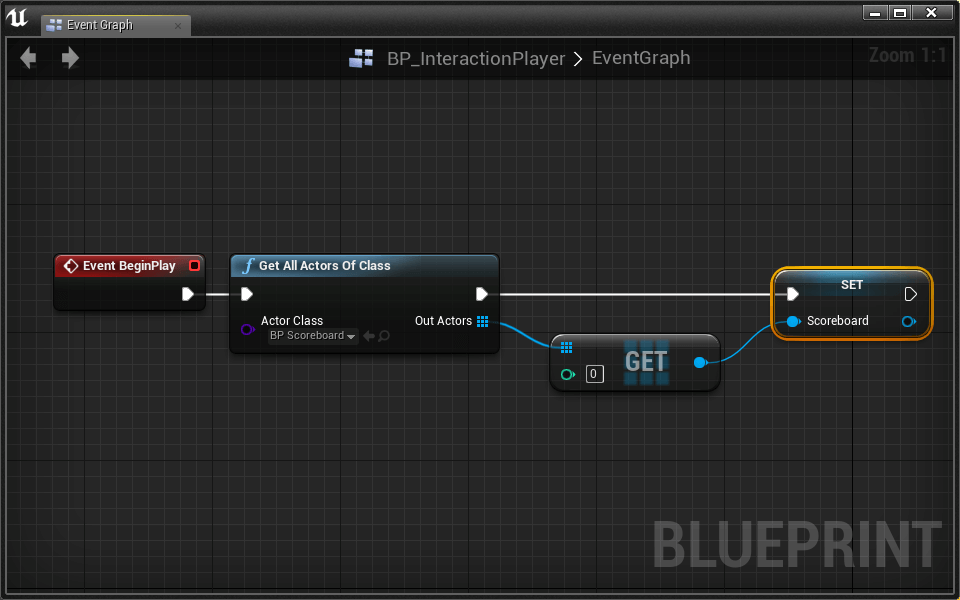 Event Graph
BP_InteractionPlayer > EventGraph
Zoom 1:1
Event BeginPlay
f Get All Actors Of Class
Actor Class
BP Scoreboard
Out Actors
0
GET
SET
Scoreboard
BLUEPRINT